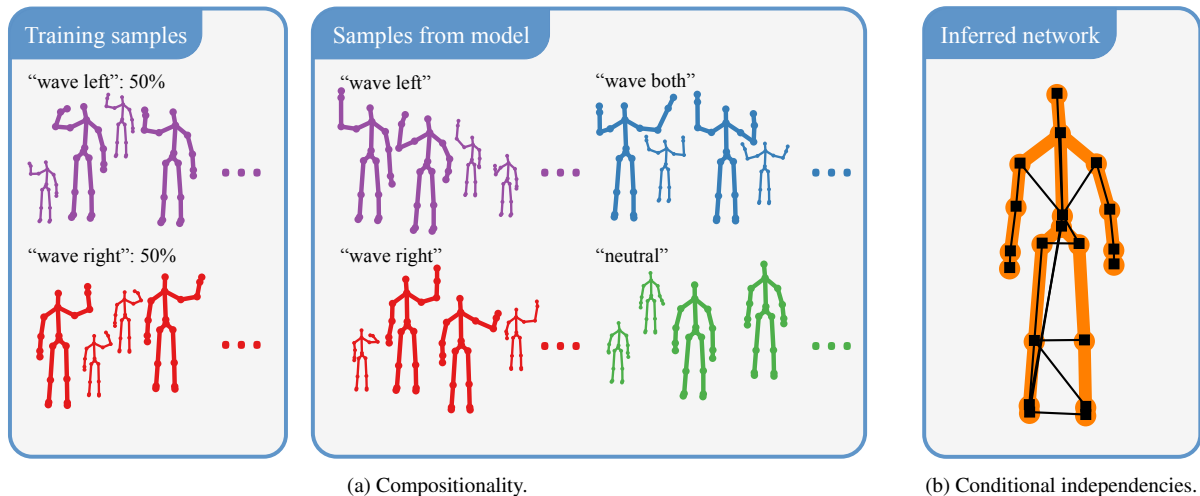 Training samples
“wave left”: 50%
“wave right”: 50%
Samples from model
“wave left”
“wave both”
“wave right”
“neutral”
Inferred network
(a) Compositionality.
(b) Conditional independencies.